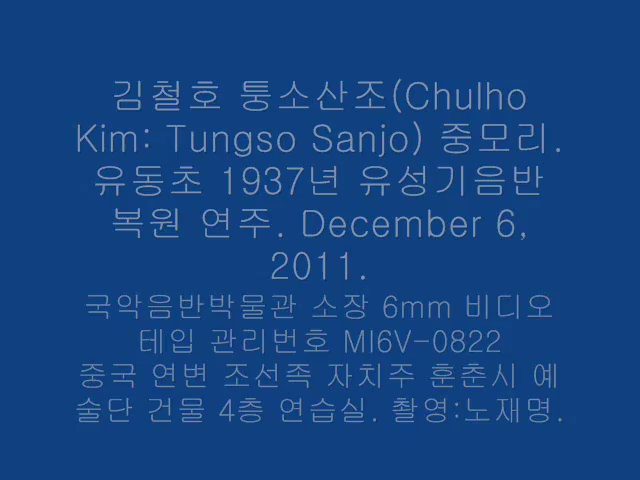 김철호 퉁소산조(Chulho
Kim: Tungso Sanjo) 중모리.
유동초 1937년 유성기음반
복원 연주. December 6,
2011.
국악음반박물관 소장 6mm 비디오
테입 관리번호 MI6V-0822
중국 연변 조선족 자치주 훈춘시 예
술단 건물 4층 연습실. 촬영:노재명.